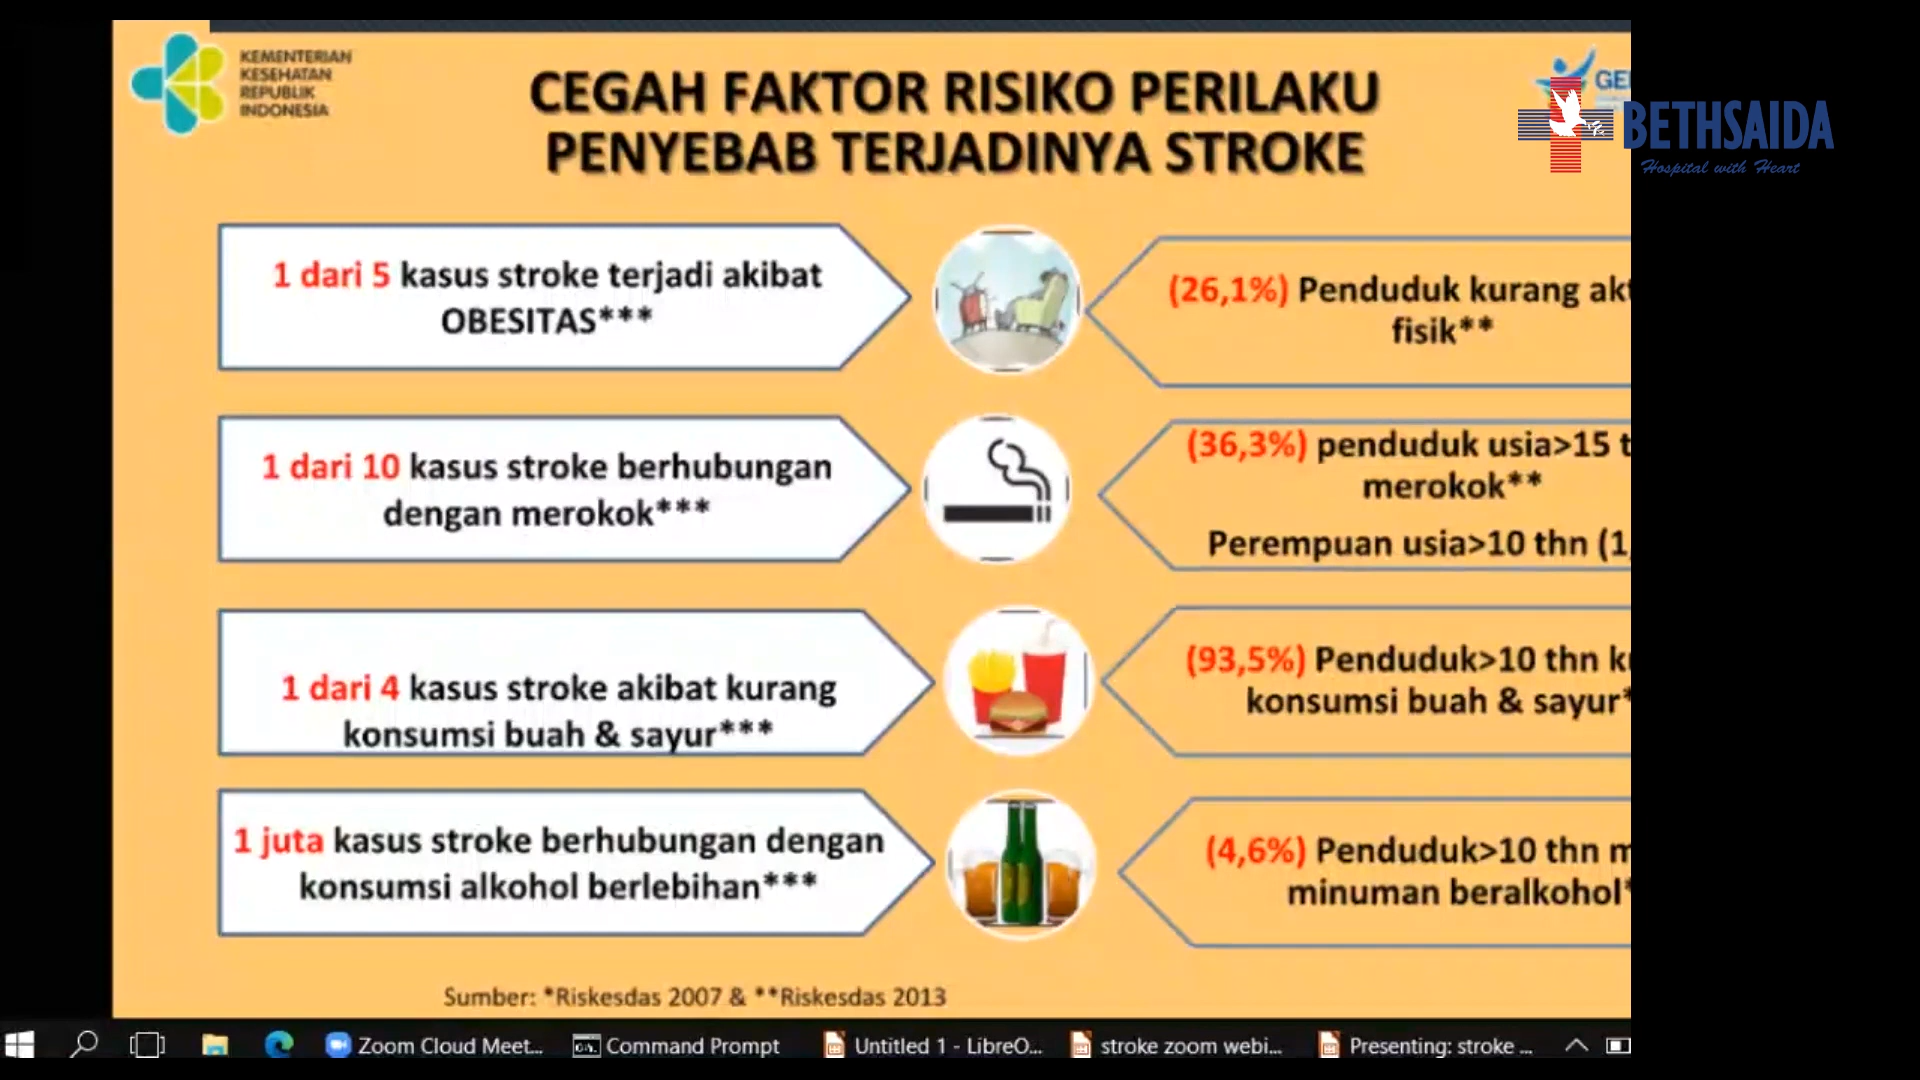 KEMENTERIAN
KESEHATAN
REPUBLIK
INDONESIA
CEGAH FAKTOR RISIKO PERILAKU
PENYEBAB TERJADINYA STROKE
BETHSAIDA
Hospital with Heart
1 dari 5 kasus stroke terjadi akibat
OBESITAS***
(26,1%) Penduduk kurang
fisik**
1 dari 10 kasus stroke berhubungan
dengan merokok***
(36,3%) penduduk usia>15
merokok**
Perempuan usia>10 thn
1 dari 4 kasus stroke akibat kurang
konsumsi buah & sayur***
(93,5%) Penduduk>10 thn
konsumsi buah & sayur*
1 juta kasus stroke berhubungan dengan
konsumsi alkohol berlebihan***
(4,6%) Penduduk>10 thn
minuman beralkohol*
Sumber: *Riskesdas 2007 & **Riskesdas 2013
Zoom Cloud Meet... Command Prompt Untitled 1 - LibreO... stroke zoom webi... Presenting: stroke ...